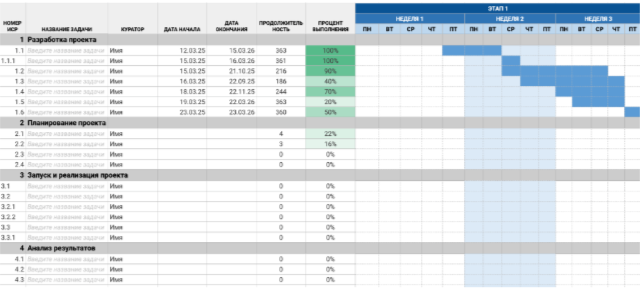 ЭТАП 1
НОМЕР ИСР НАЗВАНИЕ ЗАДАЧИ КУРАТОР ДАТА НАЧАЛА ДАТА ОКОНЧАНИЯ ПРОДОЛЖИТЕЛЬНОСТЬ ПРОЦЕНТ ВЫПОЛНЕНИЯ НЕДЕЛЯ 1 НЕДЕЛЯ 2 НЕДЕЛЯ 3
ПН ВТ СР ЧТ ПТ ПН ВТ СР ЧТ ПТ ПН ВТ СР ЧТ ПТ
1 Разработка проекта
1.1 Введите название задачи Имя 12.03.25 15.03.26 363 100%
1.1.1 Введите название задачи Имя 15.03.25 16.03.26 361 100%
1.2 Введите название задачи Имя 15.03.25 21.10.25 216 90%
1.3 Введите название задачи Имя 16.03.25 22.09.25 186 40%
1.4 Введите название задачи Имя 18.03.25 22.11.25 244 70%
1.5 Введите название задачи Имя 19.03.25 22.03.26 363 20%
1.6 Введите название задачи Имя 23.03.25 23.03.26 360 50%
2 Планирование проекта
2.1 Введите название задачи Имя 4 22%
2.2 Введите название задачи Имя 3 16%
2.3 Введите название задачи Имя 0 0%
2.4 Введите название задачи Имя 0 0%
3 Запуск и реализация проекта
3.1 Введите название задачи Имя 0 0%
3.2 Введите название задачи Имя 0 0%
3.2.1 Введите название задачи Имя 0 0%
3.2.2 Введите название задачи Имя 0 0%
3.3 Введите название задачи Имя 0 0%
3.3.1 Введите название задачи Имя 0 0%
4 Анализ результатов
4.1 Введите название задачи Имя 0 0%
4.2 Введите название задачи Имя 0 0%
4.3 Введите название задачи Имя 0 0%